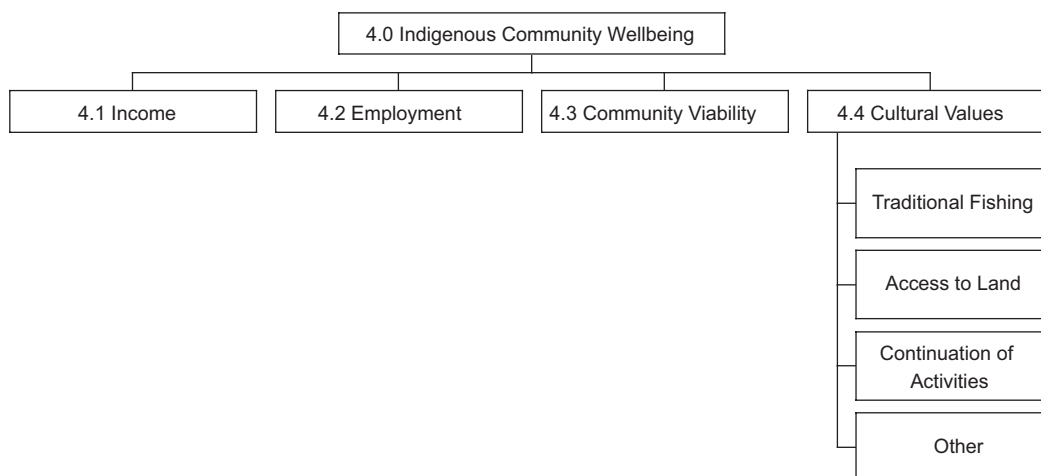 4.0 Indigenous Community Wellbeing
4.1 Income
4.2 Employment
4.3 Community Viability
4.4 Cultural Values
Traditional Fishing
Access to Land
Continuation of
Activities
Other